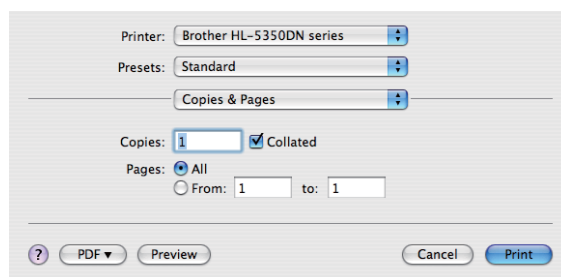 Printer: Brother HL-5350DN series
Presets: Standard
Copies & Pages
Copies: 1 Collated
Pages: All
From: 1 to: 1
? PDF ▼ Preview Cancel Print